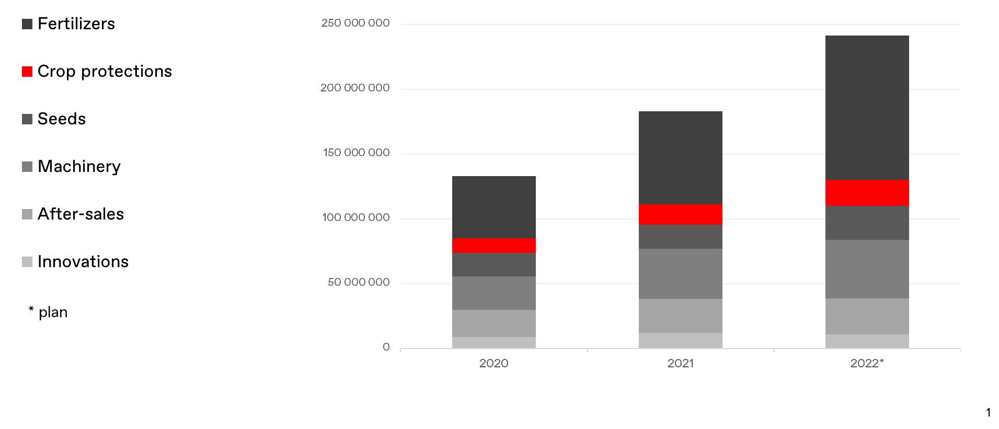 Fertilizers
Crop protections
Seeds
Machinery
After-sales
Innovations
* plan
250 000 000
200 000 000
150 000 000
100 000 000
50 000 000
0
2020 2021 2022*
1